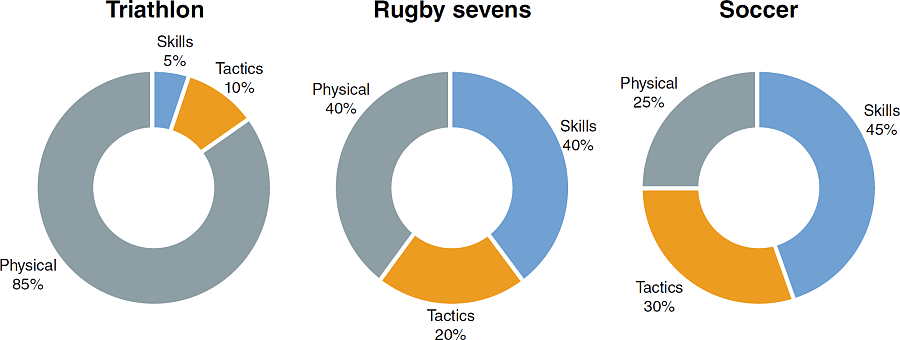 Triathlon
Skills
5%
Tactics
10%
Physical
85%
Rugby sevens
Physical
40%
Skills
40%
Tactics
20%
Soccer
Physical
25%
Skills
45%
Tactics
30%